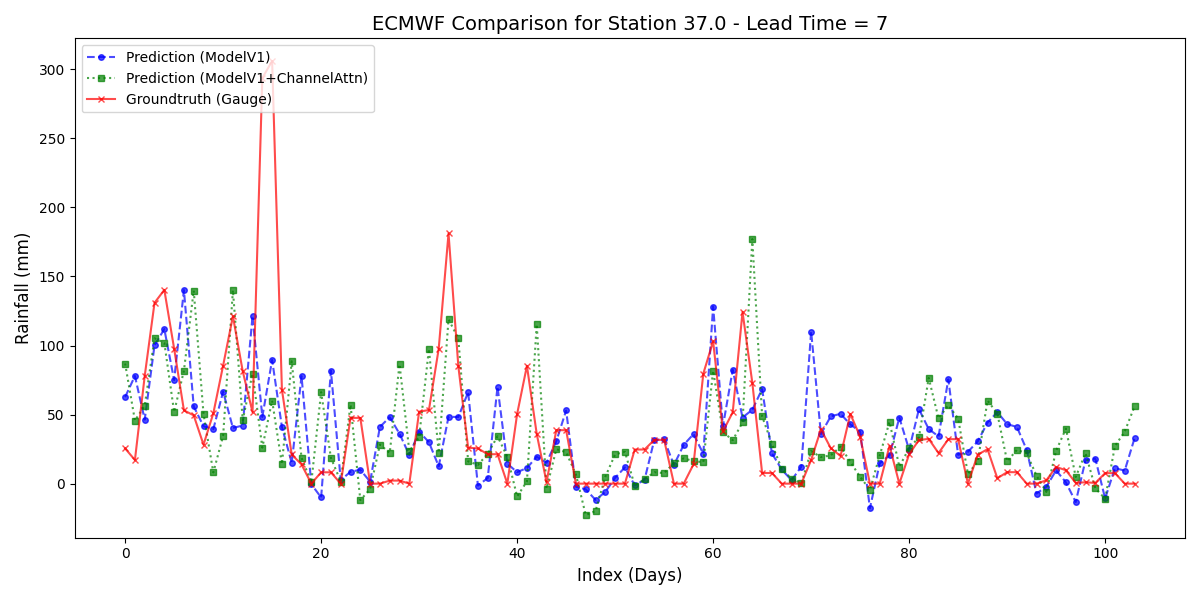 ECMWF Comparison for Station 37.0 - Lead Time = 7
Prediction (ModelV1)
Prediction (ModelV1+ChannelAttn)
Groundtruth (Gauge)
300
250
200
150
100
50
0
Rainfall (mm)
0 20 40 60 80 100
Index (Days)